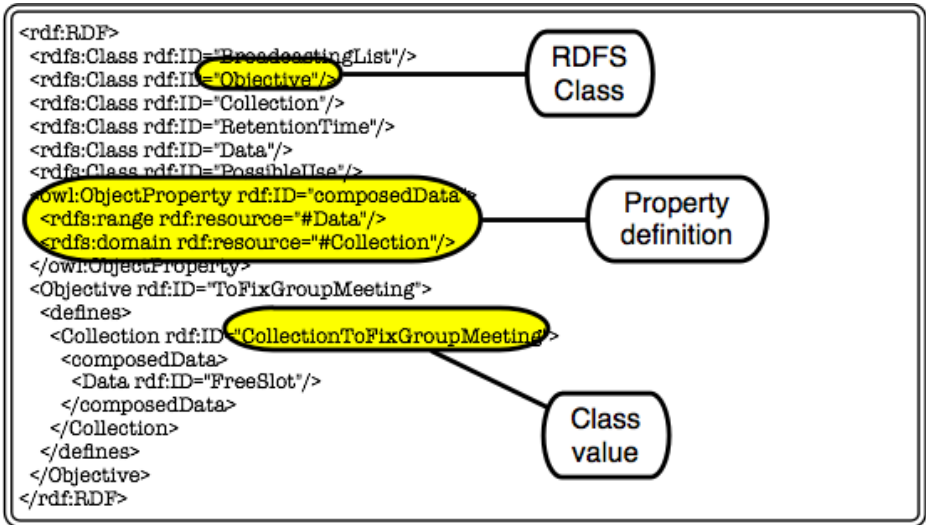 <rdf:RDF>
<rdfs:Class rdf:ID="BroadcastingList"/>
<rdfs:Class rdf:ID="Objective"/>
<rdfs:Class rdf:ID="Collection"/>
<rdfs:Class rdf:ID="RetentionTime"/>
<rdfs:Class rdf:ID="Data"/>
<rdfs:Class rdf:ID="PossibleUse"/>
<owl:ObjectProperty rdf:ID="composedData">
<rdfs:range rdf:resource="#Data"/>
<rdfs:domain rdf:resource="#Collection"/>
</owl:ObjectProperty>
<Objective rdf:ID="ToFixGroupMeeting">
<defines>
<Collection rdf:ID="CollectionToFixGroupMeeting">
<composedData>
<Data rdf:ID="FreeSlot"/>
</composedData>
</Collection>
</defines>
</Objective>
</rdf:RDF>
RDFS
Class
Property
definition
Class
value